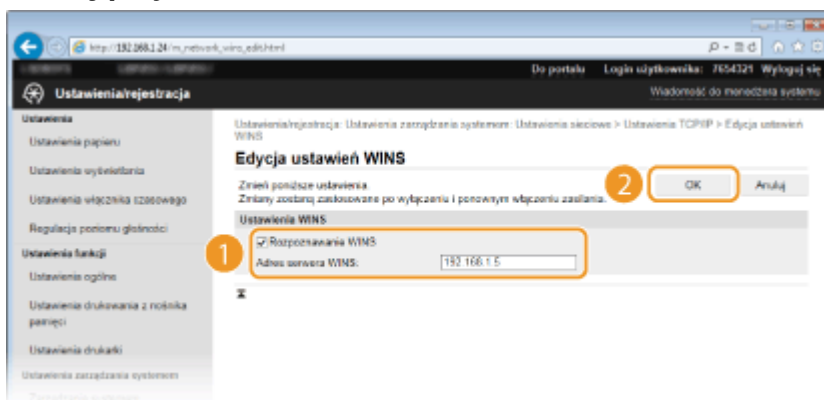 http://192.168.1.24/m_network_wins_edit.html
Do portalu Login użytkownika: 7654321 Wyloguj się
Ustawienia/rejestracja
Wiadomość do menedżera systemu
Ustawienia
Ustawienia/rejestracja: Ustawienia zarządzania systemem: Ustawienia sieciowe > Ustawienia TCP/IP > Edycja ustawień
WINS
Ustawienia papieru
Edycja ustawień WINS
Ustawienia wyświetlania
Zmień poniższe ustawienia.
2
OK
Anuluj
Zmiany zostaną zastosowane po wyłączeniu i ponownym włączeniu zasilania.
Ustawienia włącznika czasowego
Ustawienia WINS
Regulacja poziomu głośności
1
Rozpoznawanie WINS
Ustawienia funkcji
Adres serwera WINS:
192.168.1.5
Ustawienia ogólne
Ustawienia drukowania z nośnika
pamięci
Ustawienia drukarki
Ustawienia zarządzania systemem